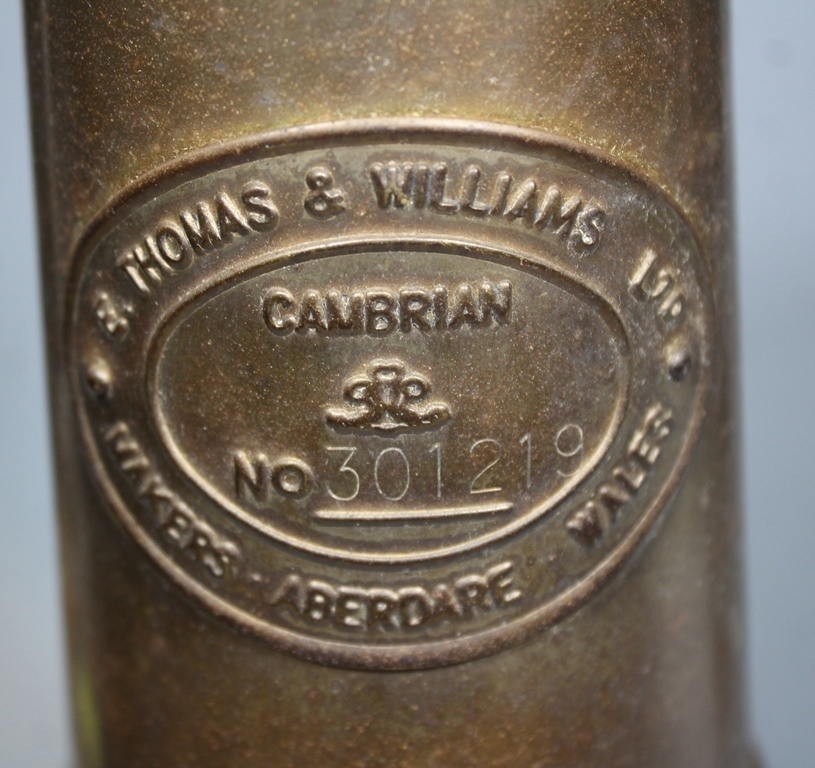 E. THOMAS & WILLIAMS LTD.
CAMBRIAN
NO 301219
MAKERS · ABERDARE · WALES